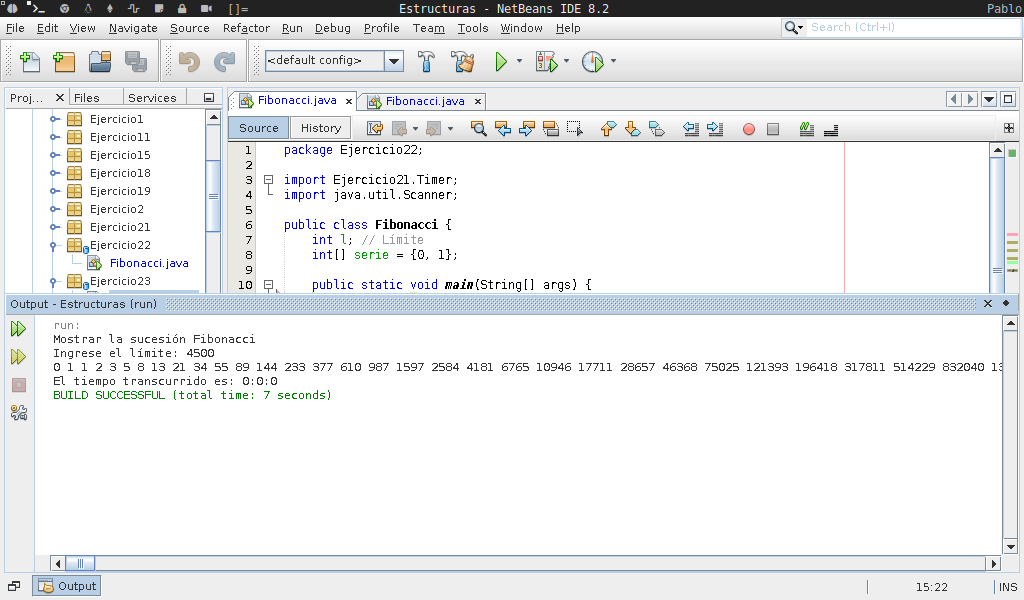 []=
Estructuras - NetBeans IDE 8.2
Pablo
File Edit View Navigate Source Refactor Run Debug Profile Team Tools Window Help
Search (Ctrl+I)
<default config>
Proj... Files Services
Fibonacci.java Fibonacci.java
Source History
Ejercicio1
Ejercicio11
Ejercicio15
Ejercicio18
Ejercicio19
Ejercicio2
Ejercicio21
Ejercicio22
Fibonacci.java
Ejercicio23
1 package Ejercicio22;
2
3 import Ejercicio21.Timer;
4 import java.util.Scanner;
5
6 public class Fibonacci {
7 int l; // Límite
8 int[] serie = {0, 1};
9
10 public static void main(String[] args) {
Output - Estructuras (run)
run:
Mostrar la sucesión Fibonacci
Ingrese el límite: 4500
0 1 1 2 3 5 8 13 21 34 55 89 144 233 377 610 987 1597 2584 4181 6765 10946 17711 28657 46368 75025 121393 196418 317811 514229 832040 13
El tiempo transcurrido es: 0:0:0
BUILD SUCCESSFUL (total time: 7 seconds)
Output
15:22
INS